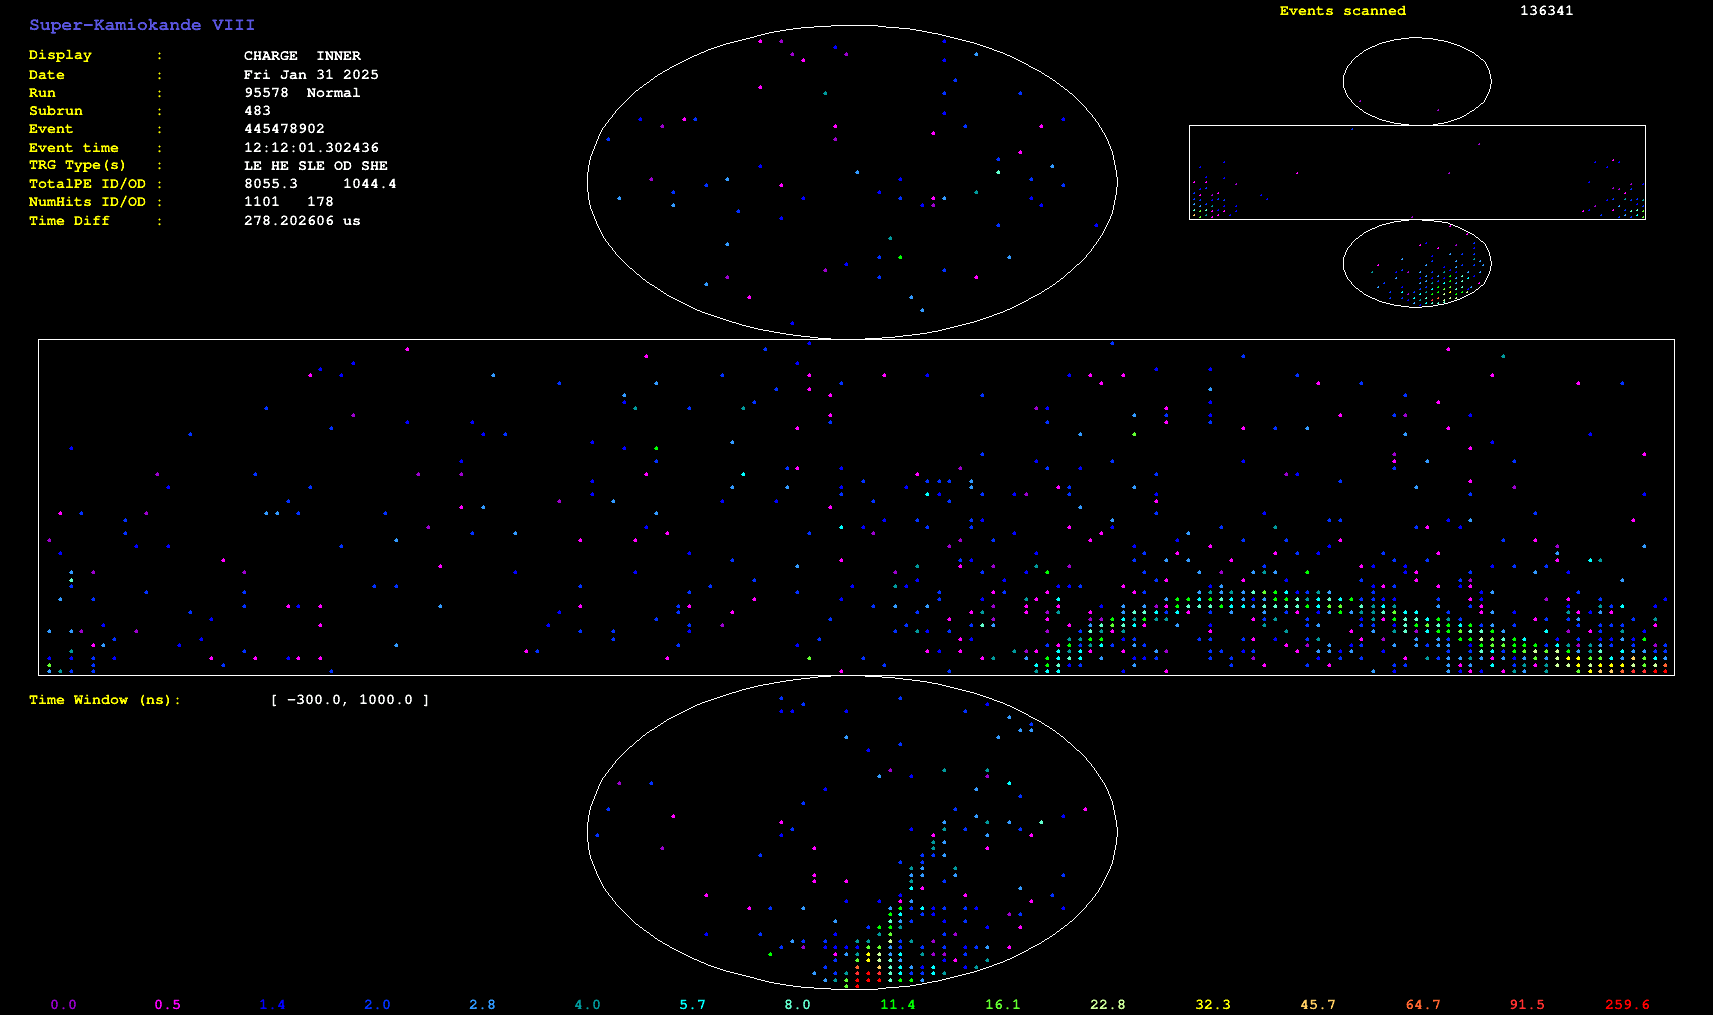 Super-Kamiokande VIII
Events scanned 136341
Display : CHARGE INNER
Date : Fri Jan 31 2025
Run : 95578 Normal
Subrun : 483
Event : 445478902
Event time : 12:12:01.302436
TRG Type(s) : LE HE SLE OD SHE
TotalPE ID/OD : 8055.3 1044.4
NumHits ID/OD : 1101 178
Time Diff : 278.202606 us
Time Window (ns): [ -300.0, 1000.0 ]
0.0 0.5 1.4 2.0 2.8 4.0 5.7 8.0 11.4 16.1 22.8 32.3 45.7 64.7 91.5 259.6